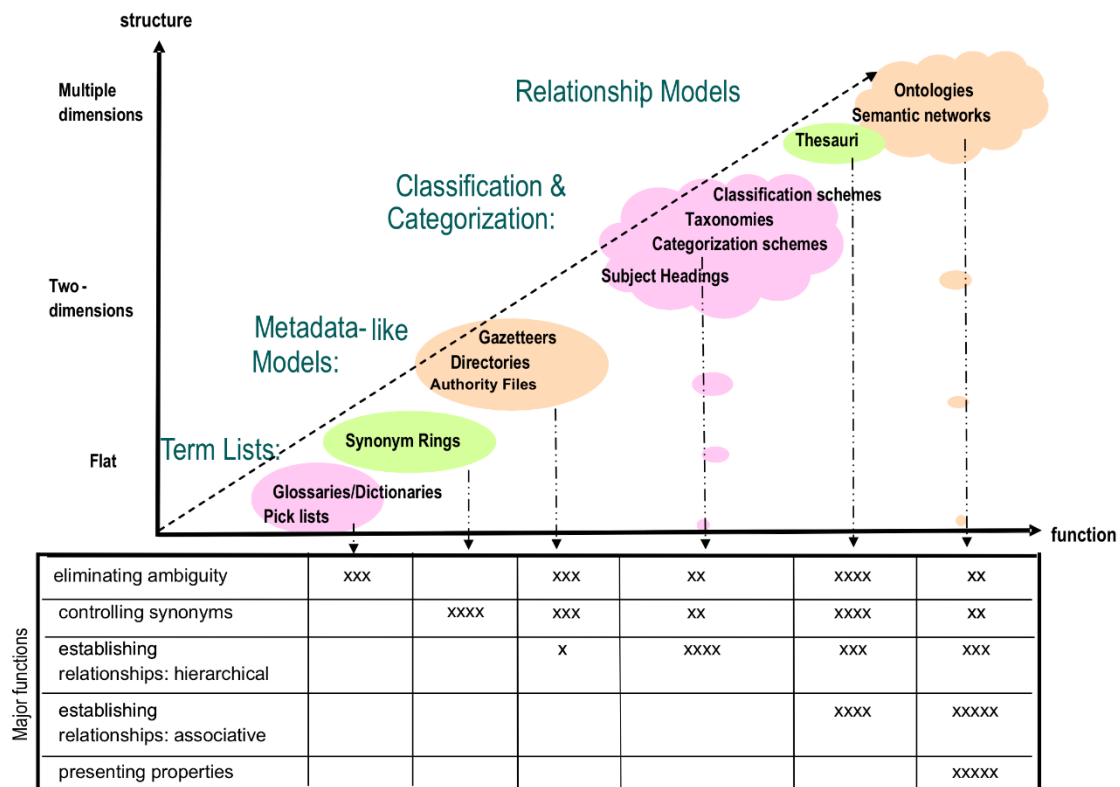 structure
Multiple
dimensions
Relationship Models
Ontologies
Semantic networks
Thesauri
Classification &
Categorization:
Classification schemes
Taxonomies
Categorization schemes
Subject Headings
Two-
dimensions
Metadata-like
Models:
Gazetteers
Directories
Authority Files
Flat
Term Lists:
Synonym Rings
Glossaries/Dictionaries
Pick lists
function
Major functions
eliminating ambiguity xxx xxx xx xxxx xx
controlling synonyms xxxx xxx xx xxxx xx
establishing
relationships: hierarchical x xxxx xxx xxx
establishing
relationships: associative xxxx xxxxx
presenting properties xxxxx